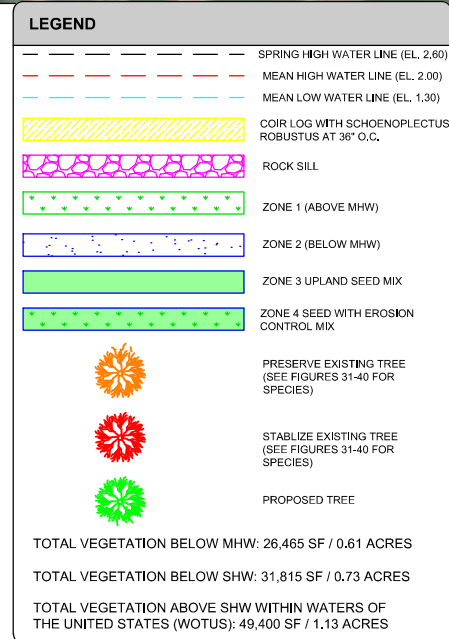 LEGEND
SPRING HIGH WATER LINE (EL. 2.60)
MEAN HIGH WATER LINE (EL. 2.00)
MEAN LOW WATER LINE (EL. 1.30)
COIR LOG WITH SCHOENOPLECTUS
ROBUSTUS AT 36" O.C.
ROCK SILL
ZONE 1 (ABOVE MHW)
ZONE 2 (BELOW MHW)
ZONE 3 UPLAND SEED MIX
ZONE 4 SEED WITH EROSION
CONTROL MIX
PRESERVE EXISTING TREE
(SEE FIGURES 31-40 FOR
SPECIES)
STABLIZE EXISTING TREE
(SEE FIGURES 31-40 FOR
SPECIES)
PROPOSED TREE
TOTAL VEGETATION BELOW MHW: 26,465 SF / 0.61 ACRES
TOTAL VEGETATION BELOW SHW: 31,815 SF / 0.73 ACRES
TOTAL VEGETATION ABOVE SHW WITHIN WATERS OF
THE UNITED STATES (WOTUS): 49,400 SF / 1.13 ACRES